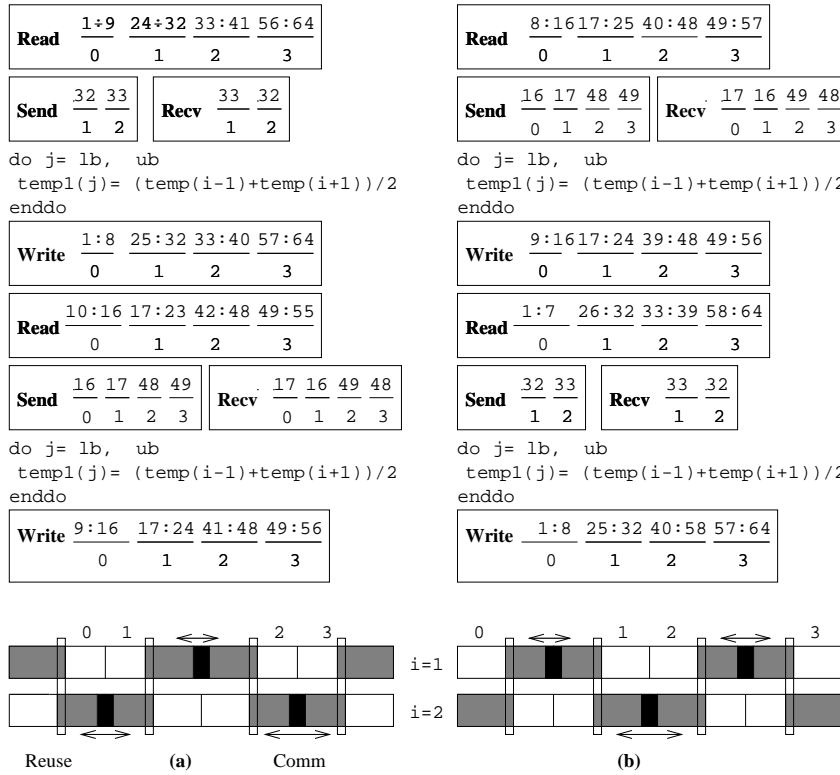 Read 1÷9 24÷32 33:41 56:64
0 1 2 3
Send 32 33 Recv 33 32
1 2 1 2
do j= lb, ub
temp1(j)= (temp(i-1)+temp(i+1))/2
enddo
Write 1:8 25:32 33:40 57:64
0 1 2 3
Read 10:16 17:23 42:48 49:55
0 1 2 3
Send 16 17 48 49 Recv 17 16 49 48
0 1 2 3 0 1 2 3
do j= lb, ub
temp1(j)= (temp(i-1)+temp(i+1))/2
enddo
Write 9:16 17:24 41:48 49:56
0 1 2 3
0 1 2 3
Reuse (a) Comm
Read 8:16 17:25 40:48 49:57
0 1 2 3
Send 16 17 48 49 Recv 17 16 49 48
0 1 2 3 0 1 2 3
do j= lb, ub
temp1(j)= (temp(i-1)+temp(i+1))/2
enddo
Write 9:16 17:24 39:48 49:56
0 1 2 3
Read 1:7 26:32 33:39 58:64
0 1 2 3
Send 32 33 Recv 33 32
1 2 1 2
do j= lb, ub
temp1(j)= (temp(i-1)+temp(i+1))/2
enddo
Write 1:8 25:32 40:58 57:64
0 1 2 3
0 1 2 3
i=1
i=2
(b)